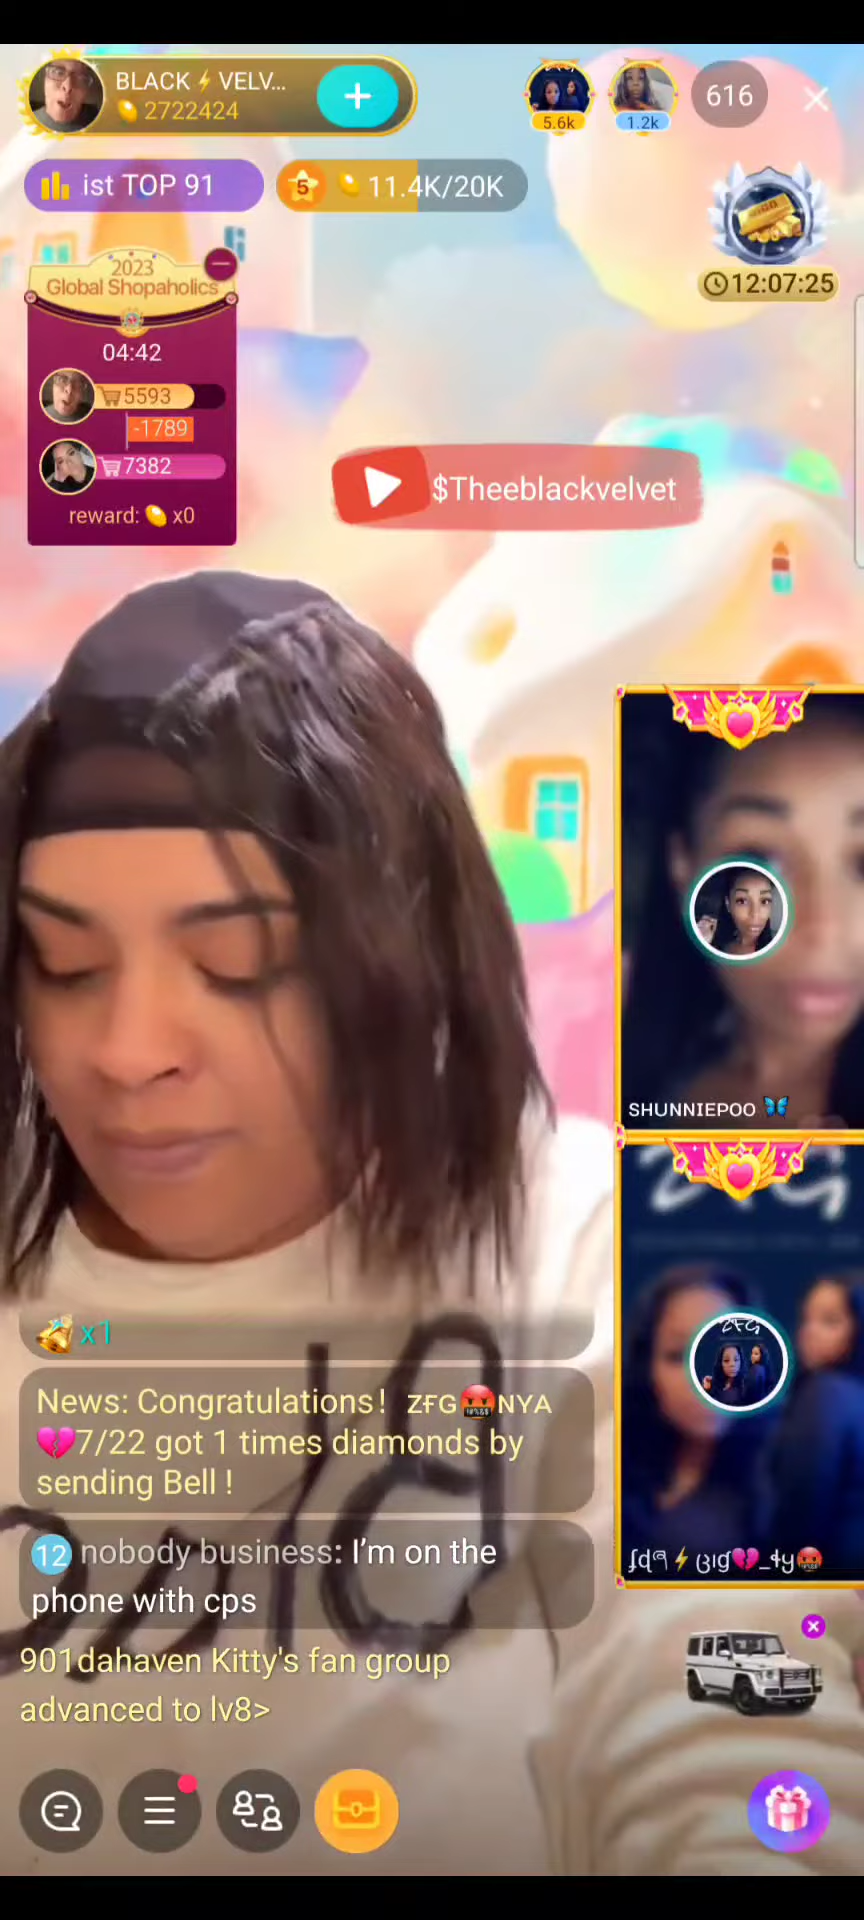 BLACK⚡VELV...
2722424
5.6k
1.2k
616
ist TOP 91
5
11.4K/20K
12:07:25
2023
Global Shopaholics
04:42
5593
-1789
7382
reward: x0
$Theeblackvelvet
SHUNNIEPOO 🦋
ZFG
x1
News: Congratulations! ZFG🤬NYA
💔7/22 got 1 times diamonds by
sending Bell !
12 nobody business: I'm on the
phone with cps
901dahaven Kitty's fan group
advanced to lv8>